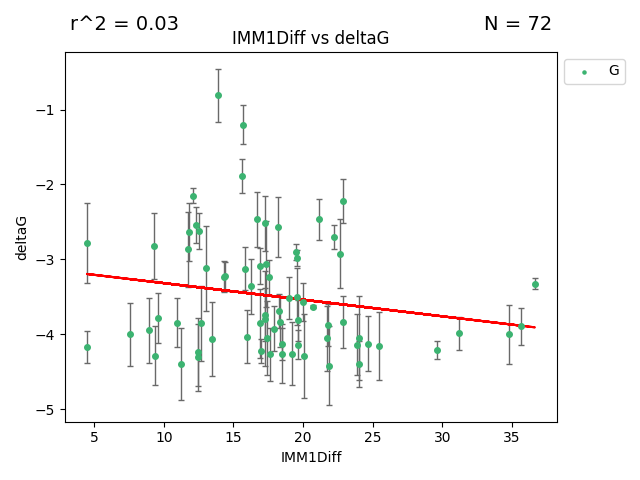 r^2 = 0.03
N = 72
IMM1Diff vs deltaG
G
deltaG
−1
−2
−3
−4
−5
5 10 15 20 25 30 35
IMM1Diff